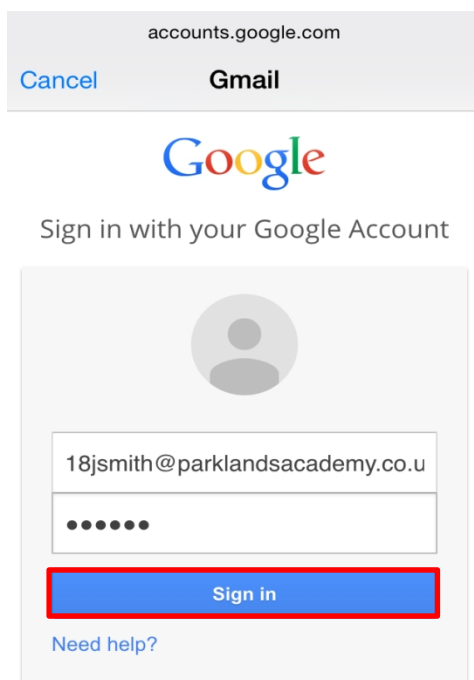 accounts.google.com
Cancel Gmail
Google
Sign in with your Google Account
18jsmith@parklandsacademy.co.u
●●●●●●
Sign in
Need help?